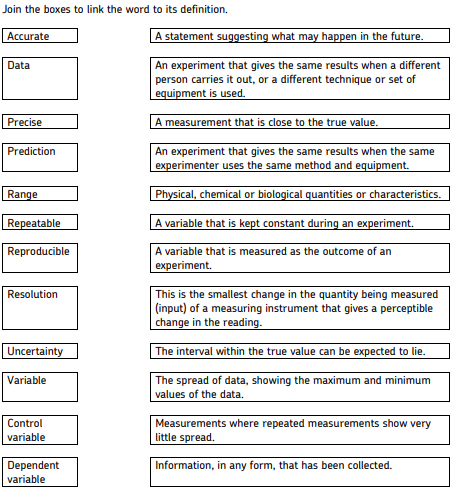 Join the boxes to link the word to its definition.
Accurate
A statement suggesting what may happen in the future.
Data
An experiment that gives the same results when a different
person carries it out, or a different technique or set of
equipment is used.
Precise
A measurement that is close to the true value.
Prediction
An experiment that gives the same results when the same
experimenter uses the same method and equipment.
Range
Physical, chemical or biological quantities or characteristics.
Repeatable
A variable that is kept constant during an experiment.
Reproducible
A variable that is measured as the outcome of an
experiment.
Resolution
This is the smallest change in the quantity being measured
(input) of a measuring instrument that gives a perceptible
change in the reading.
Uncertainty
The interval within the true value can be expected to lie.
Variable
The spread of data, showing the maximum and minimum
values of the data.
Control
variable
Measurements where repeated measurements show very
little spread.
Dependent
variable
Information, in any form, that has been collected.